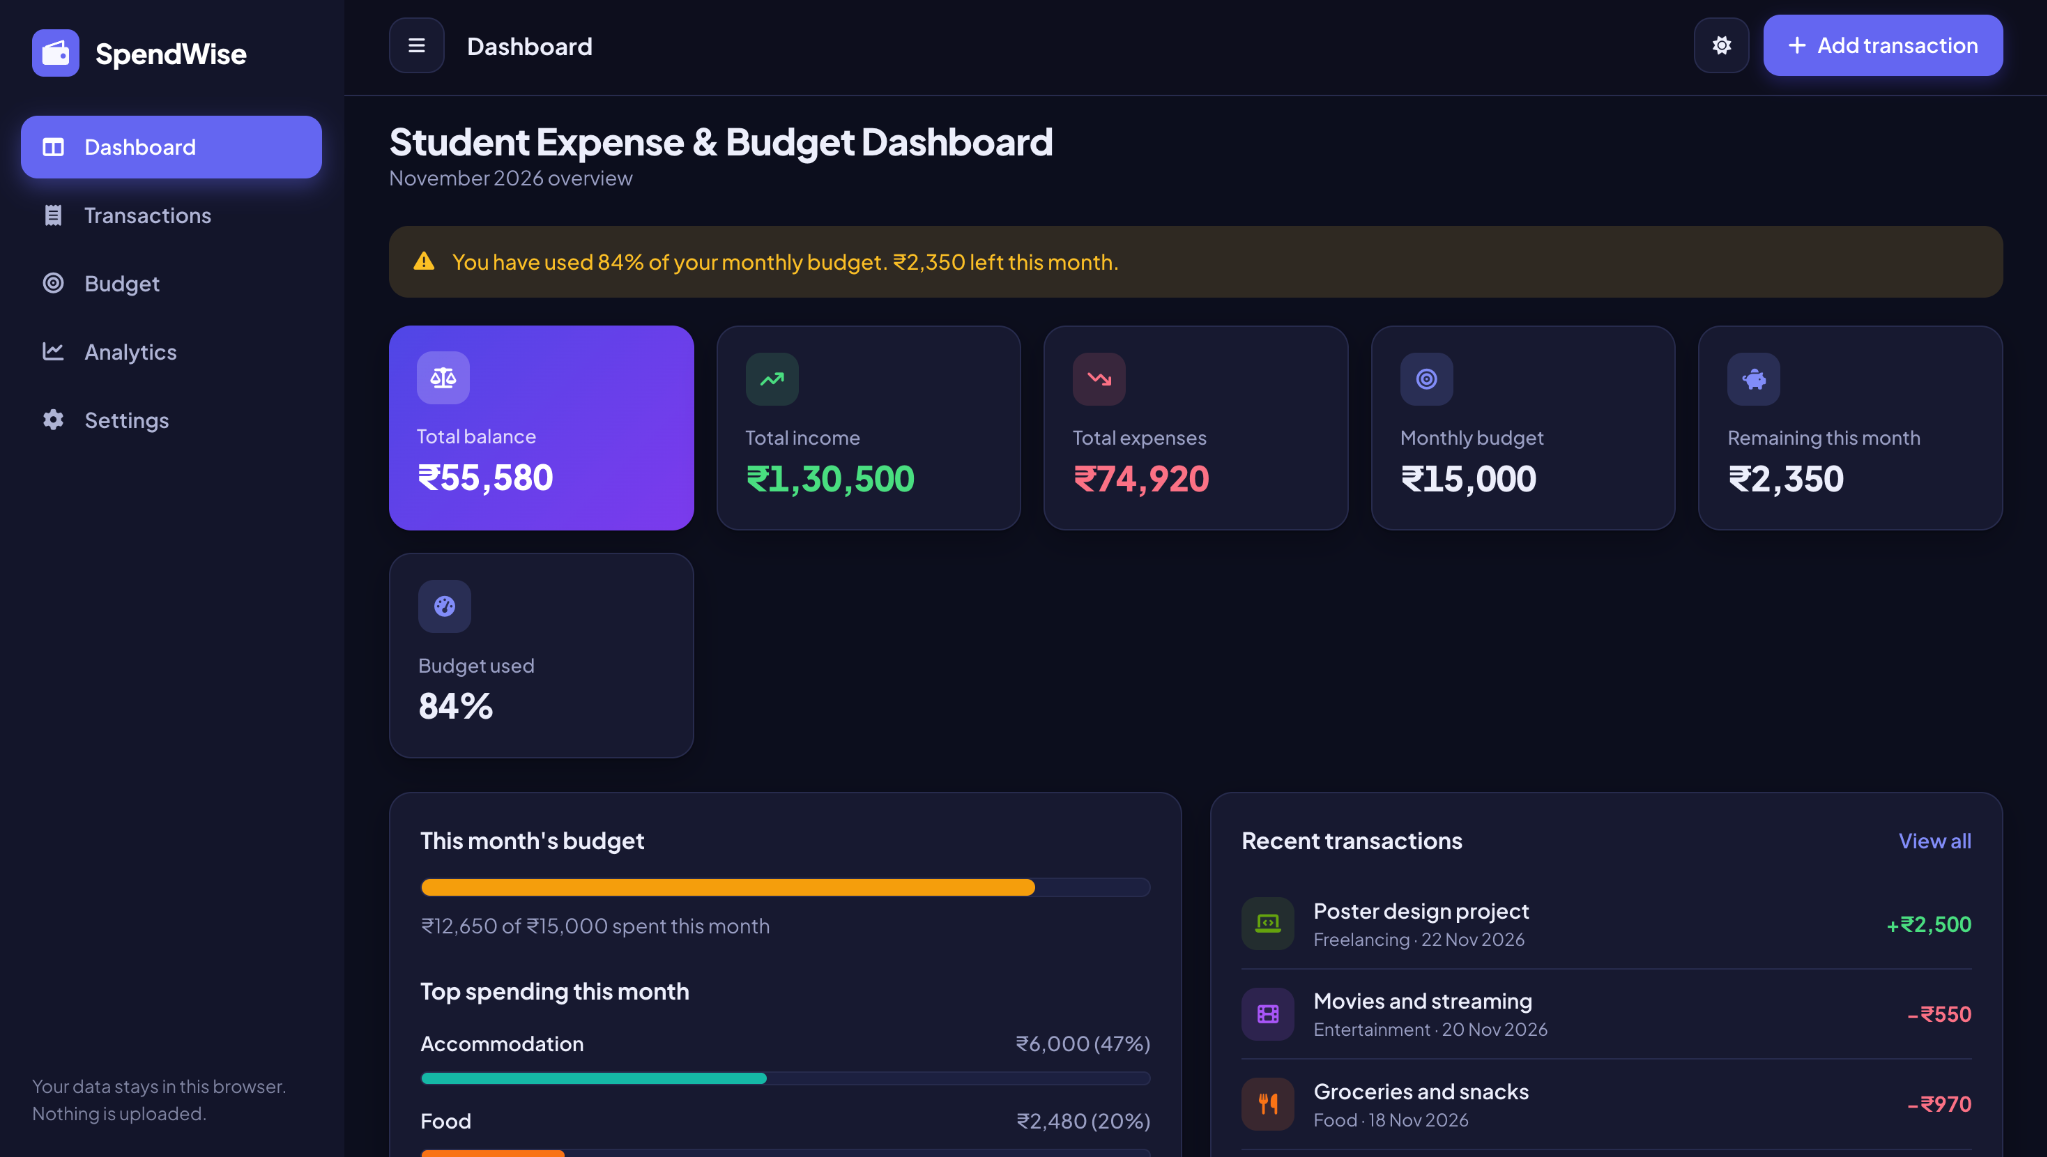 SpendWise
Dashboard
Transactions
Budget
Analytics
Settings
Your data stays in this browser.
Nothing is uploaded.
Dashboard
Add transaction
Student Expense & Budget Dashboard
November 2026 overview
You have used 84% of your monthly budget. ₹2,350 left this month.
Total balance
₹55,580
Total income
₹1,30,500
Total expenses
₹74,920
Monthly budget
₹15,000
Remaining this month
₹2,350
Budget used
84%
This month's budget
₹12,650 of ₹15,000 spent this month
Top spending this month
Accommodation ₹6,000 (47%)
Food ₹2,480 (20%)
Recent transactions View all
Poster design project
Freelancing · 22 Nov 2026
+₹2,500
Movies and streaming
Entertainment · 20 Nov 2026
−₹550
Groceries and snacks
Food · 18 Nov 2026
−₹970